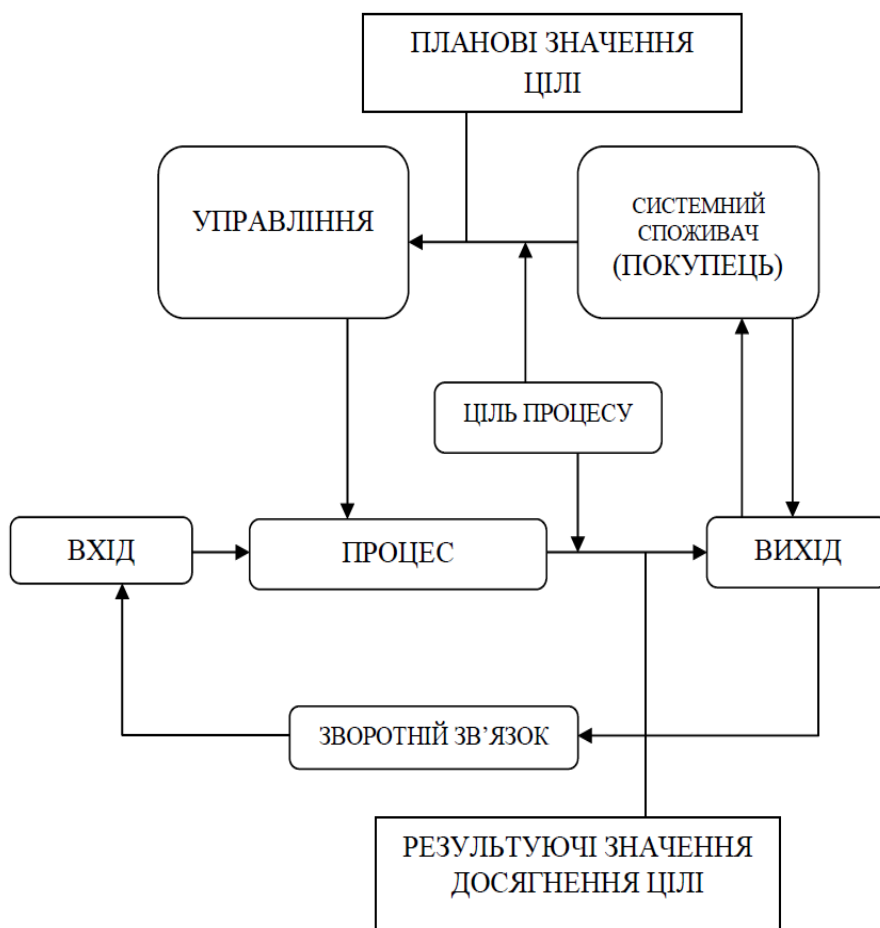 ПЛАНОВІ ЗНАЧЕННЯ
ЦІЛІ
УПРАВЛІННЯ
СИСТЕМНИЙ
СПОЖИВАЧ
(ПОКУПЕЦЬ)
ЦІЛЬ ПРОЦЕСУ
ВХІД
ПРОЦЕС
ВИХІД
ЗВОРОТНІЙ ЗВ’ЯЗОК
РЕЗУЛЬТУЮЧІ ЗНАЧЕННЯ
ДОСЯГНЕННЯ ЦІЛІ